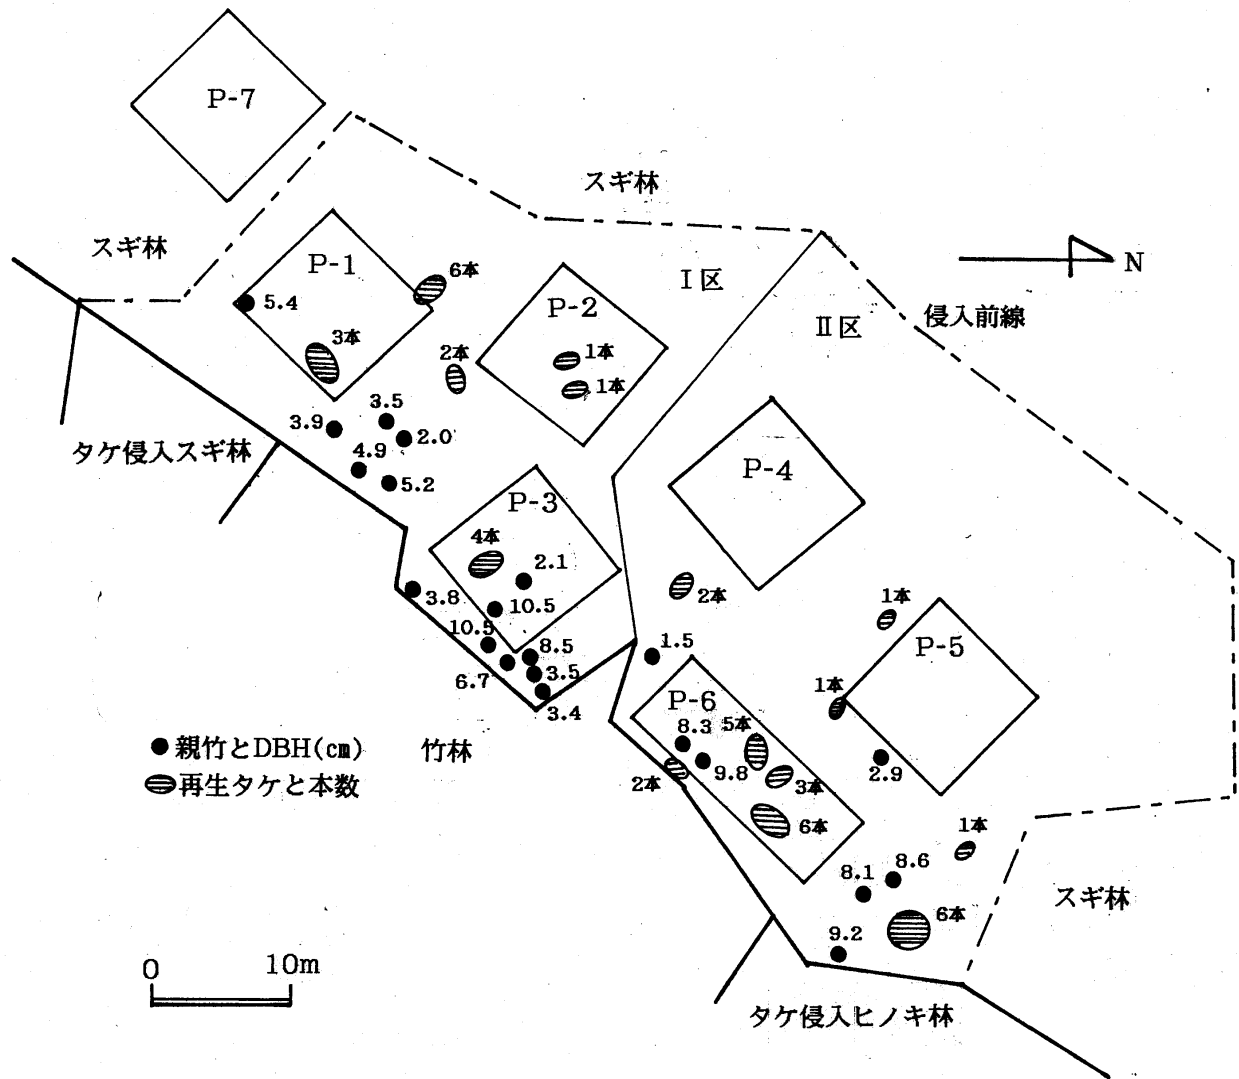 P-7
スギ林
スギ林
P-1
6本
I区
N
5.4
P-2
II区
侵入前線
3本
2本
1本
1本
3.5
3.9
2.0
タケ侵入スギ林
4.9
5.2
P-4
P-3
4本
2.1
3.8
10.5
2本
1本
10.5
8.5
1.5
P-5
6.7
3.5
1本
3.4
P-6
8.3
5本
●親竹とDBH(cm)
竹林
9.8
2.9
再生タケと本数
2本
3本
6本
1本
8.1
8.6
スギ林
6本
9.2
0
10m
タケ侵入ヒノキ林